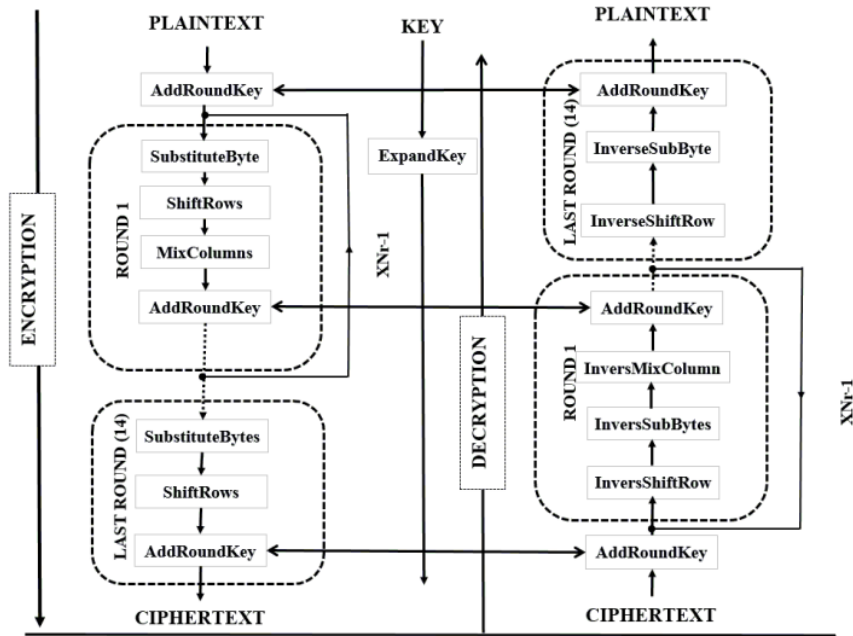 PLAINTEXT
AddRoundKey
SubstituteByte
ShiftRows
MixColumns
AddRoundKey
ROUND 1
XNr-1
SubstituteBytes
ShiftRows
AddRoundKey
LAST ROUND (14)
CIPHERTEXT
ENCRYPTION
KEY
ExpandKey
DECRYPTION
PLAINTEXT
AddRoundKey
InverseSubByte
InverseShiftRow
LAST ROUND (14)
AddRoundKey
InversMixColumn
InversSubBytes
InversShiftRow
ROUND 1
XNr-1
AddRoundKey
CIPHERTEXT